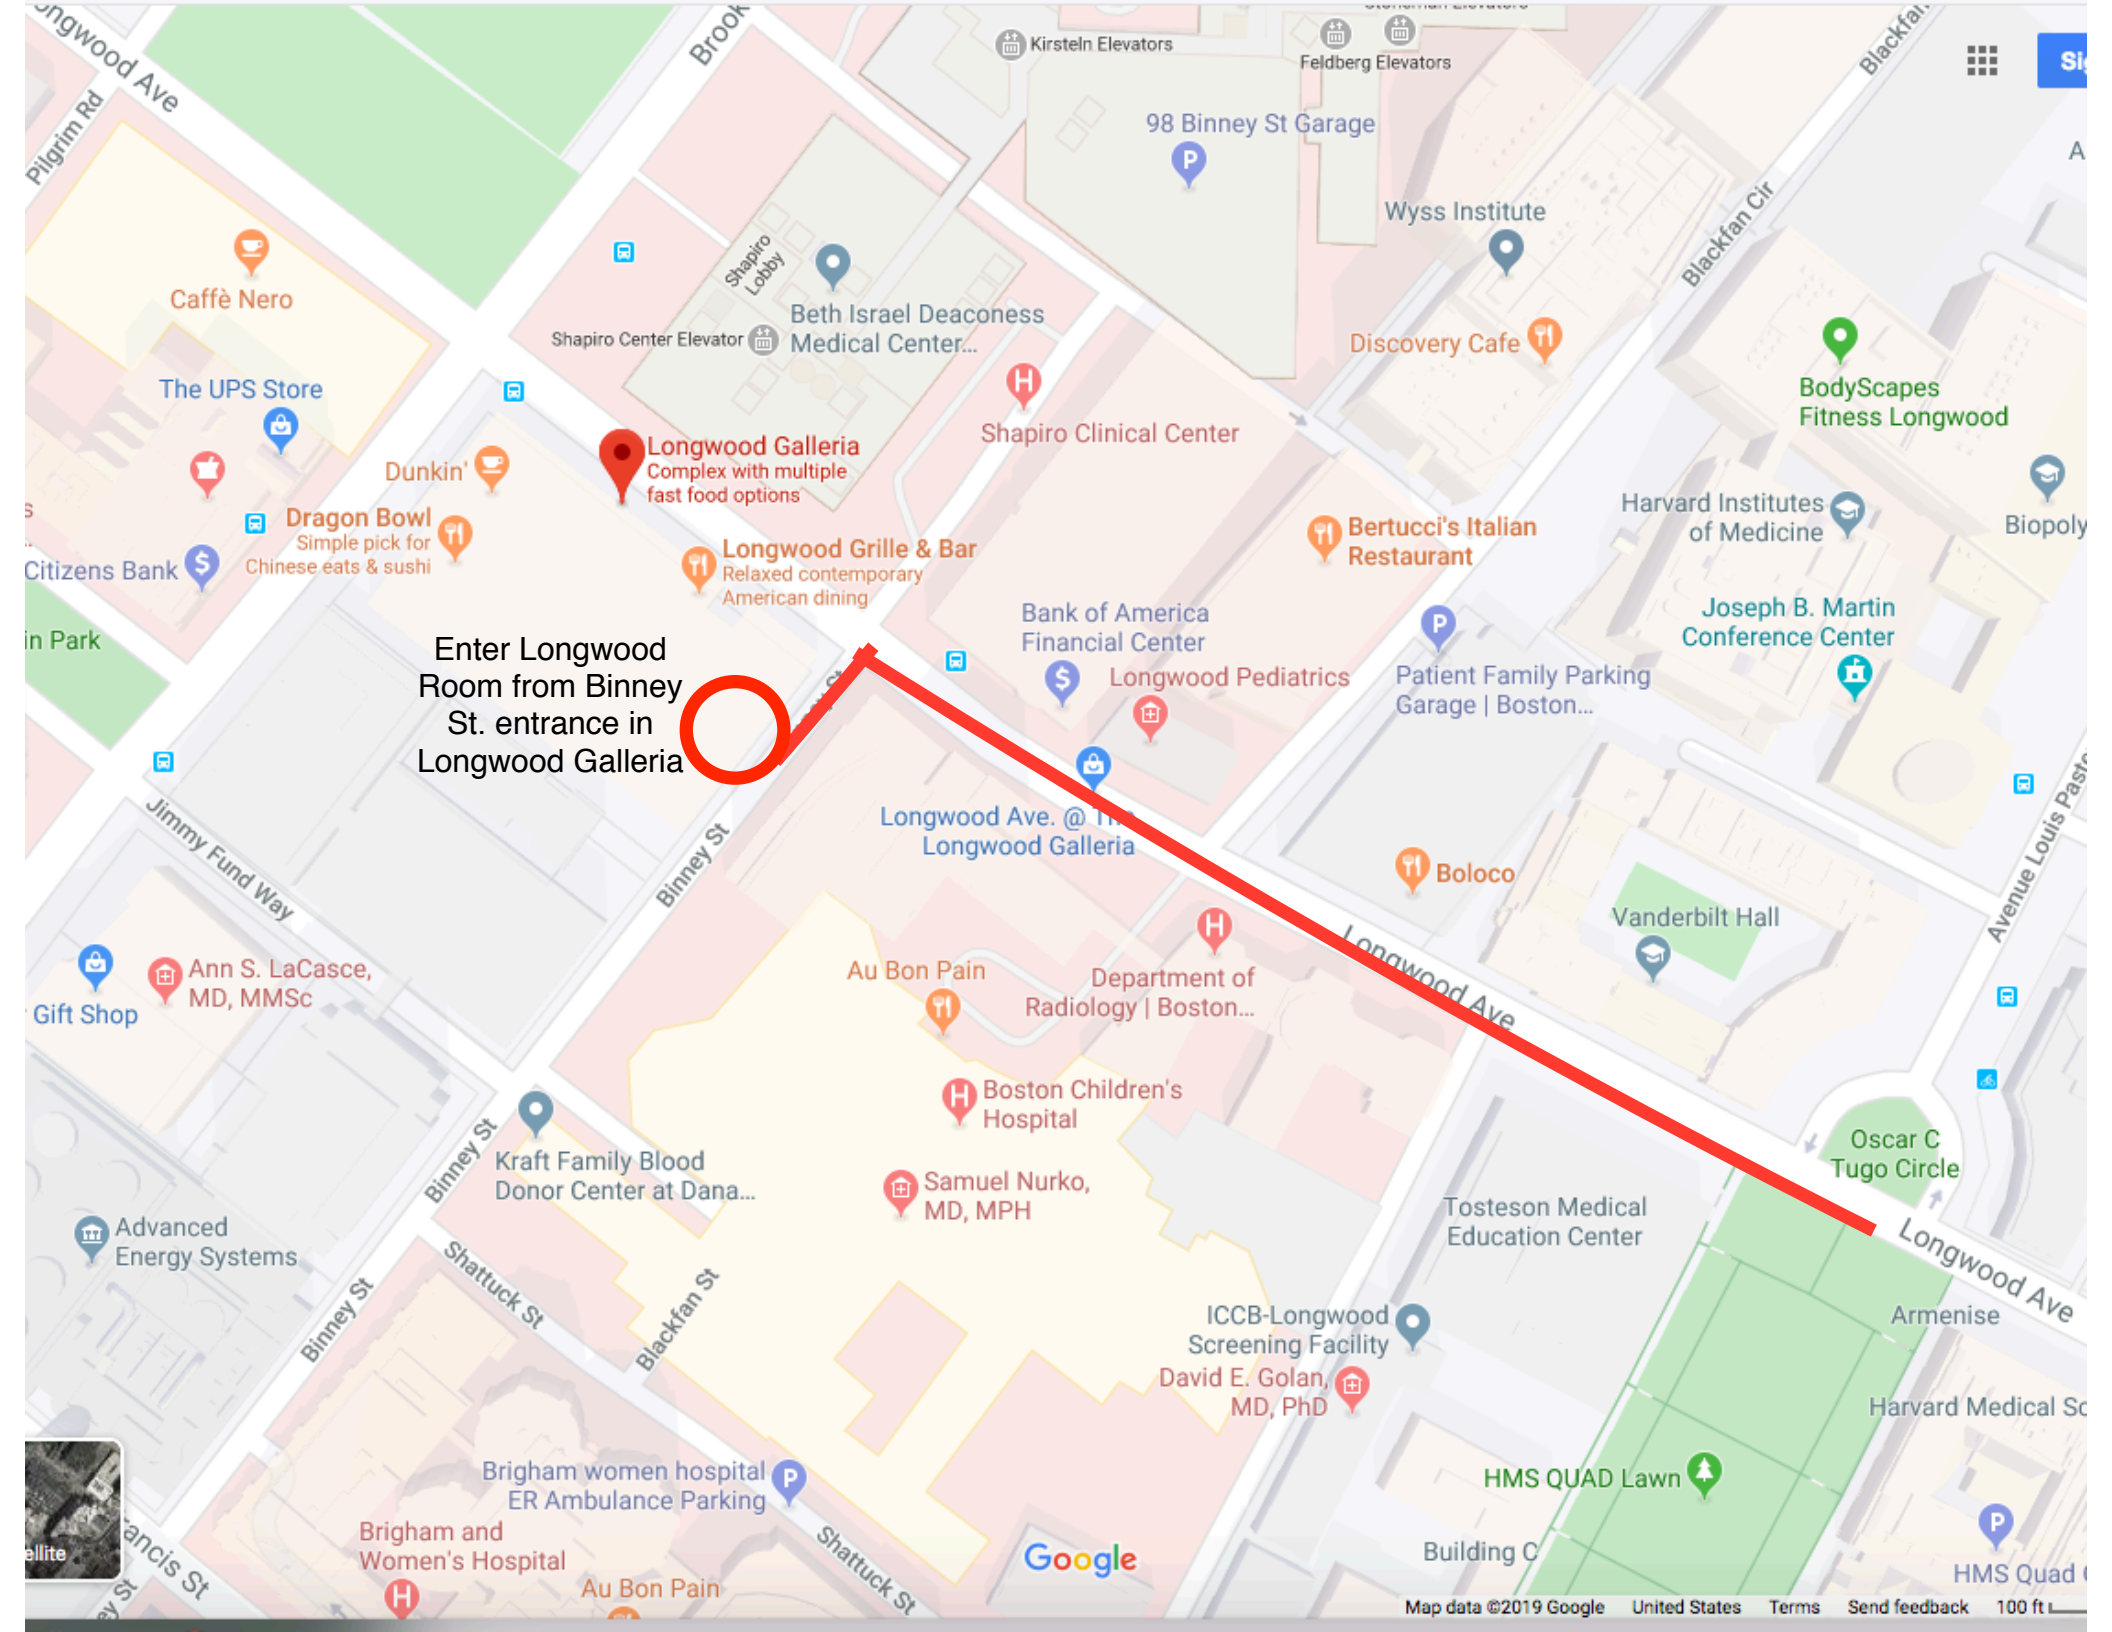 Longwood Ave
Brook
Kirsteln Elevators
Feldberg Elevators
Blackfan
Pilgrim Rd
98 Binney St Garage
P
A
Wyss Institute
Blackfan Cir
Shapiro
Lobby
Caffè Nero
Beth Israel Deaconess
Medical Center...
Shapiro Center Elevator
Discovery Cafe
The UPS Store
H
BodyScapes
Fitness Longwood
Shapiro Clinical Center
Longwood Galleria
Complex with multiple
fast food options
Dunkin'
Harvard Institutes
of Medicine
Biopoly
s
Dragon Bowl
Simple pick for
Chinese eats & sushi
Bertucci's Italian
Restaurant
Citizens Bank
$
Longwood Grille & Bar
Relaxed contemporary
American dining
Bank of America
Financial Center
$
Joseph B. Martin
Conference Center
in Park
Enter Longwood
Room from Binney
St. entrance in
Longwood Galleria
Longwood Pediatrics
P
Patient Family Parking
Garage | Boston...
Longwood Ave. @ The
Longwood Galleria
Jimmy Fund Way
Binney St
Boloco
Avenue Louis Paste
Vanderbilt Hall
H
Longwood Ave
Ann S. LaCasce,
MD, MMSc
Au Bon Pain
Department of
Radiology | Boston...
Gift Shop
H
Boston Children's
Hospital
Binney St
Kraft Family Blood
Donor Center at Dana...
Samuel Nurko,
MD, MPH
Oscar C
Tugo Circle
Tosteson Medical
Education Center
Advanced
Energy Systems
Longwood Ave
Shattuck St
Binney St
Blackfan St
ICCB-Longwood
Screening Facility
Armenise
David E. Golan,
MD, PhD
Harvard Medical Sc
Brigham women hospital
ER Ambulance Parking
P
HMS QUAD Lawn
P
Brigham and
Women's Hospital
H
Shattuck St
Google
Building C
HMS Quad
ellite
ancis St
ey St
Au Bon Pain
Map data ©2019 Google United States Terms Send feedback 100 ft